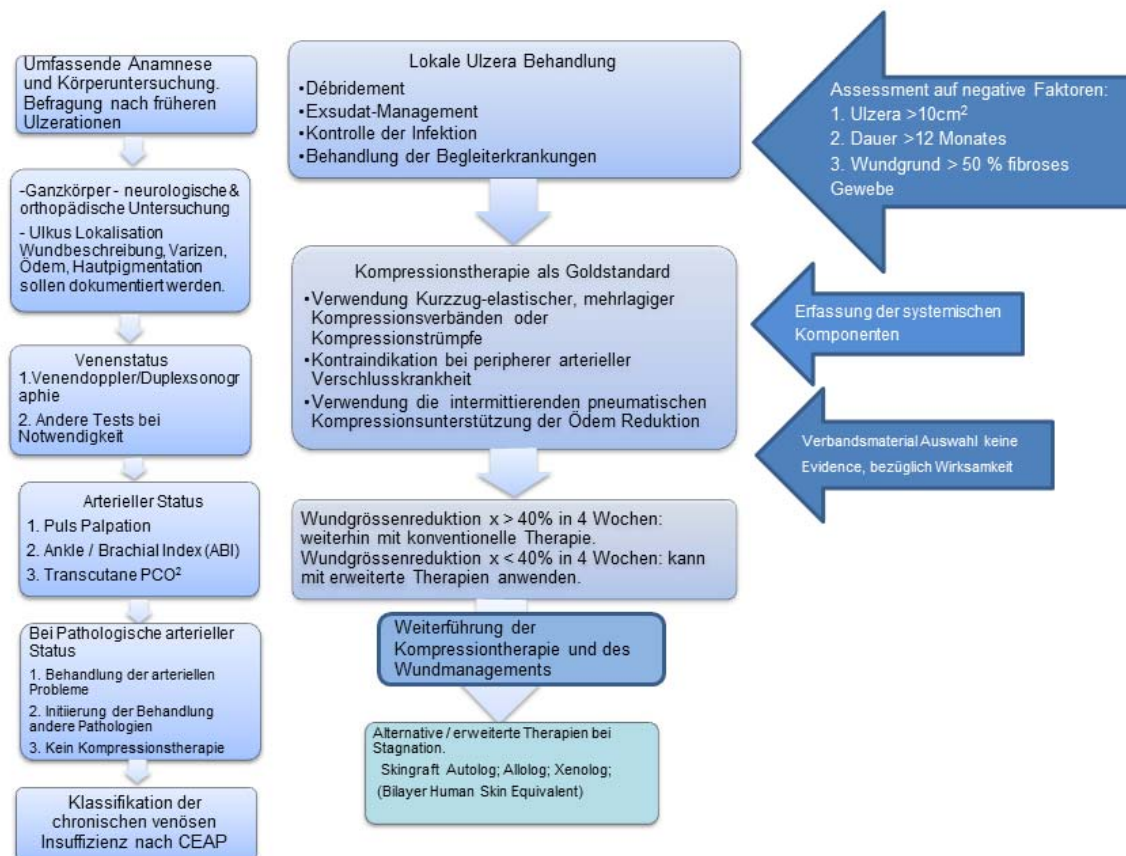 Umfassende Anamnese
und Körperuntersuchung.
Befragung nach früheren
Ulzerationen
-Ganzkörper - neurologische &
orthopädische Untersuchung
- Ulkus Lokalisation
Wundbeschreibung, Varizen,
Ödem, Hautpigmentation
sollen dokumentiert werden.
Venenstatus
1.Venendoppler/Duplexsonogr
aphie
2. Andere Tests bei
Notwendigkeit
Arterieller Status
1. Puls Palpation
2. Ankle / Brachial Index (ABI)
3. Transcutane PCO²
Bei Pathologische arterieller
Status
1. Behandlung der arteriellen
Probleme
2. Initiierung der Behandlung
andere Pathologien
3. Kein Kompressionstherapie
Klassifikation der
chronischen venösen
Insuffizienz nach CEAP
Lokale Ulzera Behandlung
•Débridement
•Exsudat-Management
•Kontrolle der Infektion
•Behandlung der Begleiterkrankungen
Kompressionstherapie als Goldstandard
•Verwendung Kurzzug-elastischer, mehrlagiger
Kompressionsverbänden oder
Kompressionstrümpfe
•Kontraindikation bei peripherer arterieller
Verschlusskrankheit
•Verwendung die intermittierenden pneumatischen
Kompressionsunterstützung der Ödem Reduktion
Wundgrössenreduktion x > 40% in 4 Wochen:
weiterhin mit konventionelle Therapie.
Wundgrössenreduktion x < 40% in 4 Wochen: kann
mit erweiterte Therapien anwenden.
Weiterführung der
Kompressiontherapie und des
Wundmanagements
Alternative / erweiterte Therapien bei
Stagnation.
Skingraft Autolog; Allolog; Xenolog;
(Bilayer Human Skin Equivalent)
Assessment auf negative Faktoren:
1. Ulzera >10cm²
2. Dauer >12 Monates
3. Wundgrund > 50 % fibroses
Gewebe
Erfassung der systemischen
Komponenten
Verbandsmaterial Auswahl keine
Evidence, bezüglich Wirksamkeit